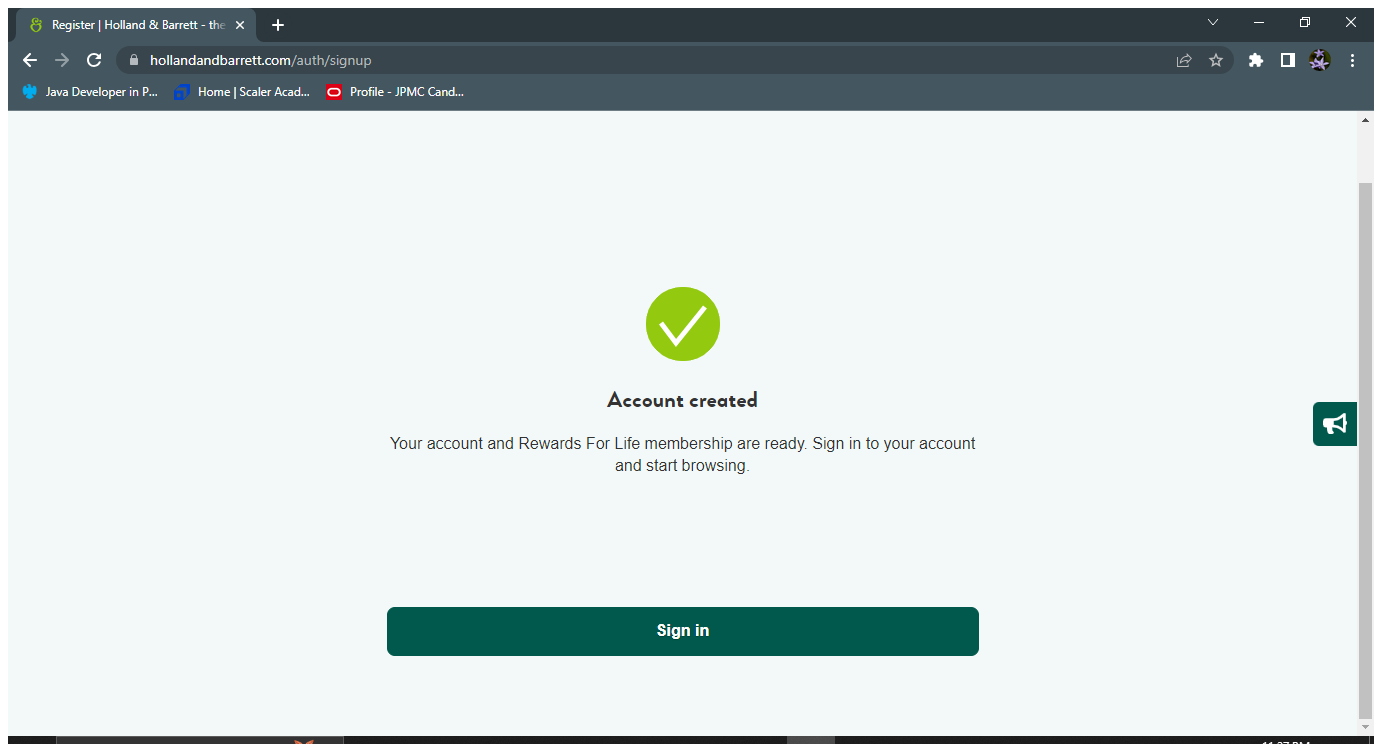 Register | Holland & Barrett - the
hollandandbarrett.com/auth/signup
Java Developer in P... Home | Scaler Acad... Profile - JPMC Cand...
Account created
Your account and Rewards For Life membership are ready. Sign in to your account
and start browsing.
Sign in